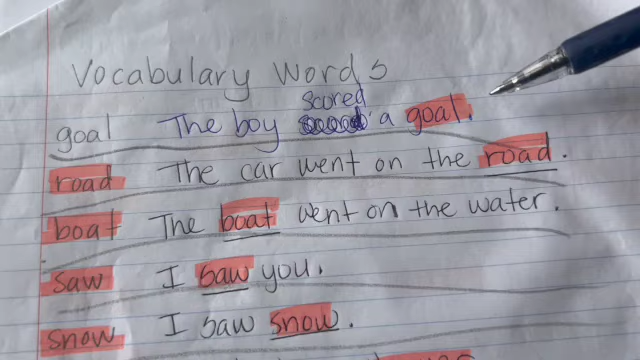 Vocabulary Words
scored
goal The boy a goal.
road The car went on the road.
boat The boat went on the water.
saw I saw you.
snow I saw snow.